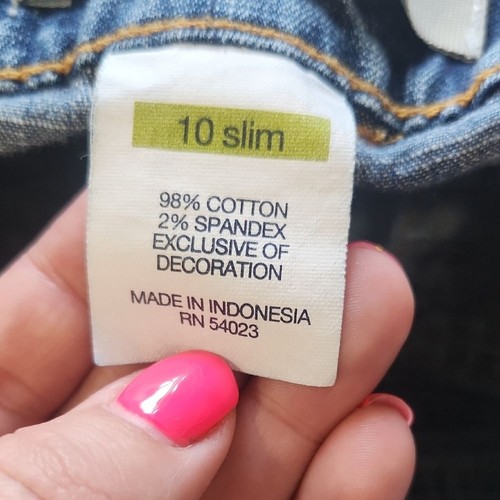 10 slim
98% COTTON
2% SPANDEX
EXCLUSIVE OF
DECORATION
MADE IN INDONESIA
RN 54023